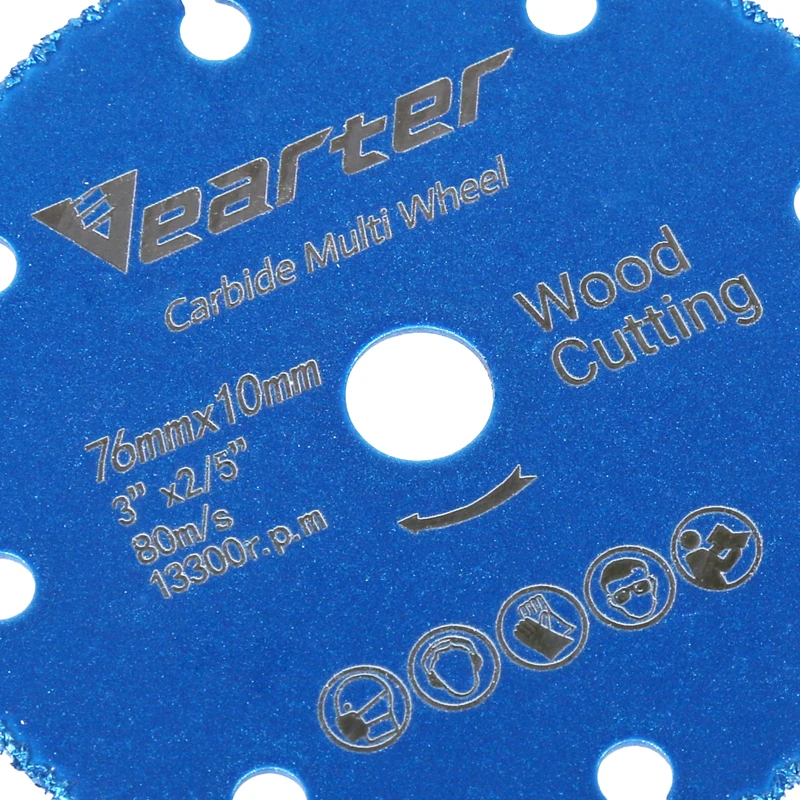 Vearter
Carbide Multi Wheel
Wood
Cutting
76mmx10mm
3" x2/5"
80m/s
13300r.p.m